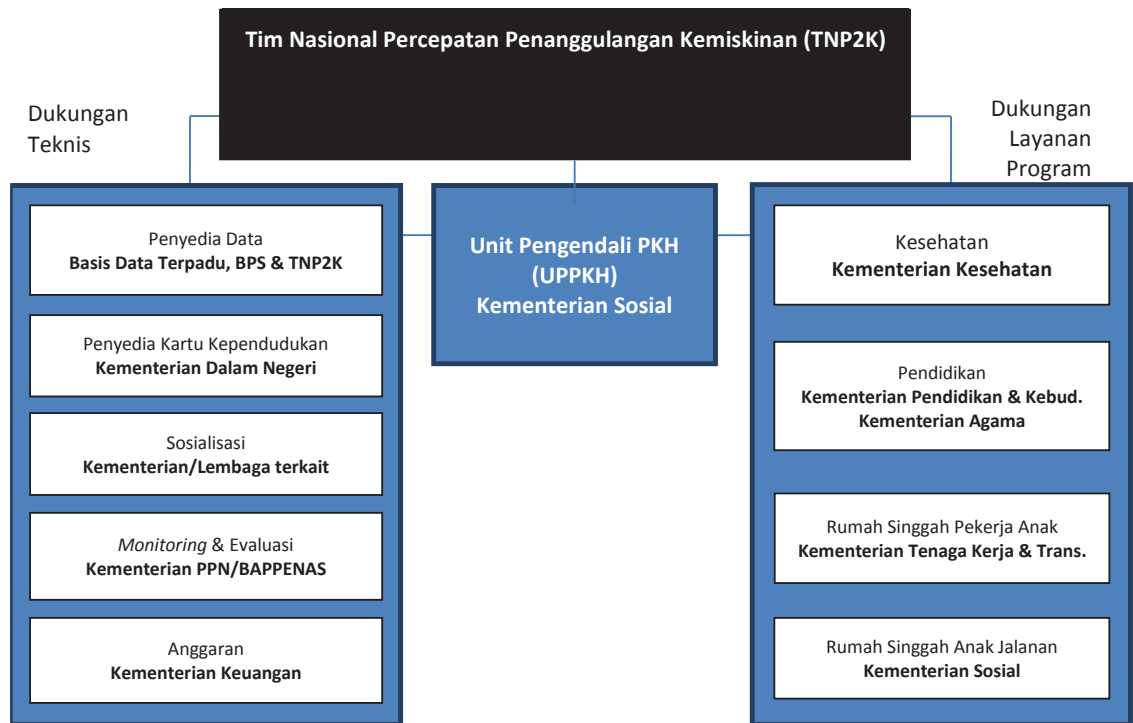 Tim Nasional Percepatan Penanggulangan Kemiskinan (TNP2K)
Dukungan
Teknis
Dukungan
Layanan
Program
Penyedia Data
Basis Data Terpadu, BPS & TNP2K
Penyedia Kartu Kependudukan
Kementerian Dalam Negeri
Sosialisasi
Kementerian/Lembaga terkait
Monitoring & Evaluasi
Kementerian PPN/BAPPENAS
Anggaran
Kementerian Keuangan
Unit Pengendali PKH
(UPPKH)
Kementerian Sosial
Kesehatan
Kementerian Kesehatan
Pendidikan
Kementerian Pendidikan & Kebud.
Kementerian Agama
Rumah Singgah Pekerja Anak
Kementerian Tenaga Kerja & Trans.
Rumah Singgah Anak Jalanan
Kementerian Sosial